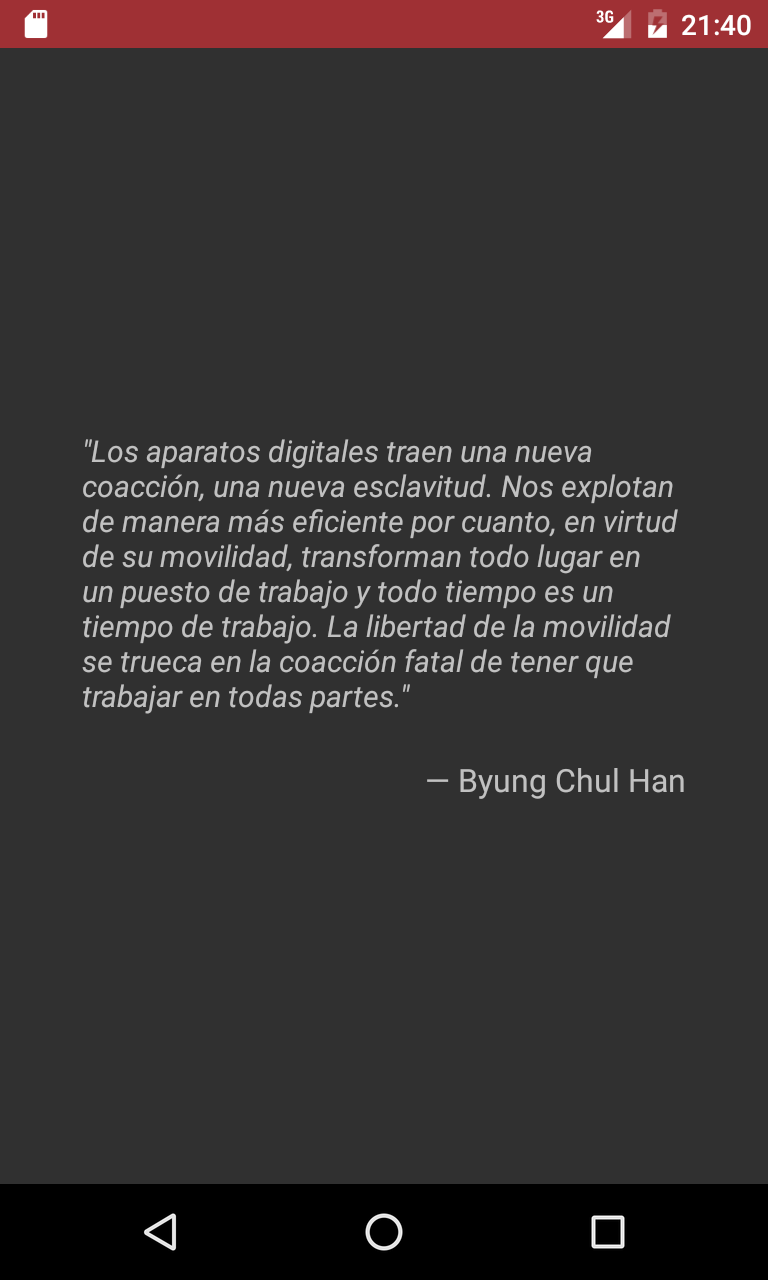 3G 21:40
"Los aparatos digitales traen una nueva
coacción, una nueva esclavitud. Nos explotan
de manera más eficiente por cuanto, en virtud
de su movilidad, transforman todo lugar en
un puesto de trabajo y todo tiempo es un
tiempo de trabajo. La libertad de la movilidad
se trueca en la coacción fatal de tener que
trabajar en todas partes."
— Byung Chul Han